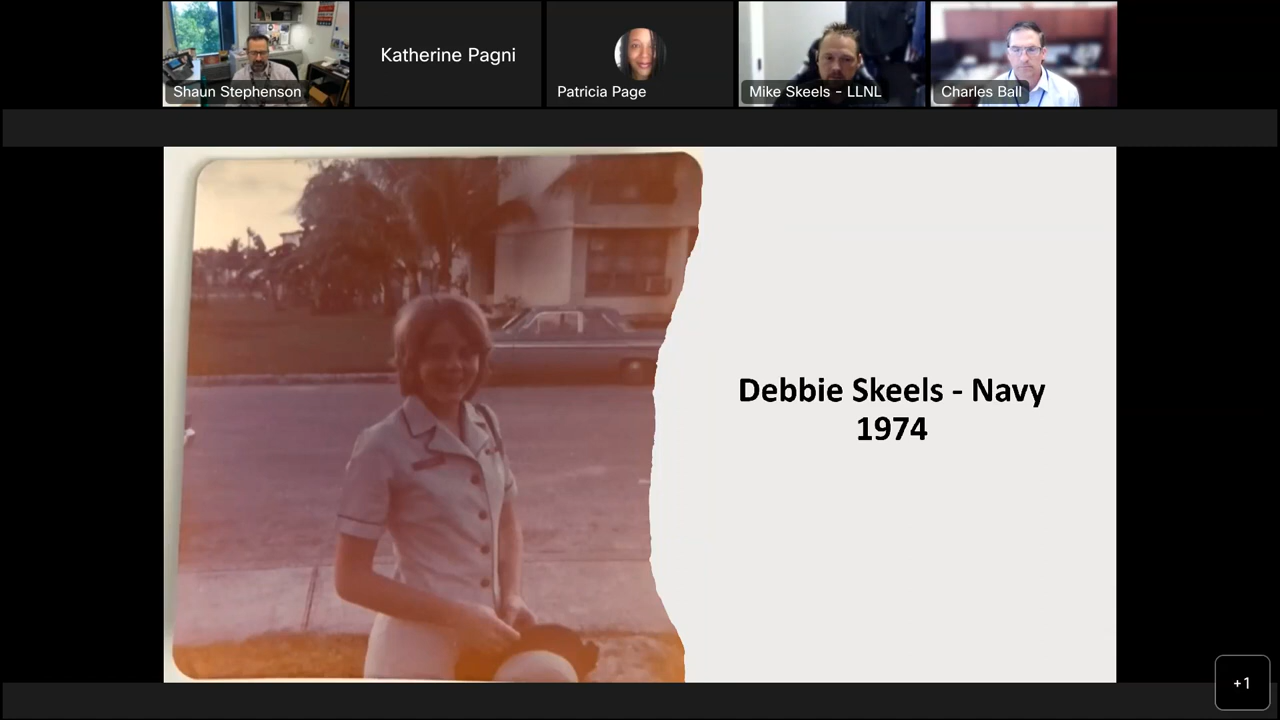 Katherine Pagni
Shaun Stephenson
Patricia Page
Mike Skeels - LLNL
Charles Ball
Debbie Skeels - Navy
1974
+1